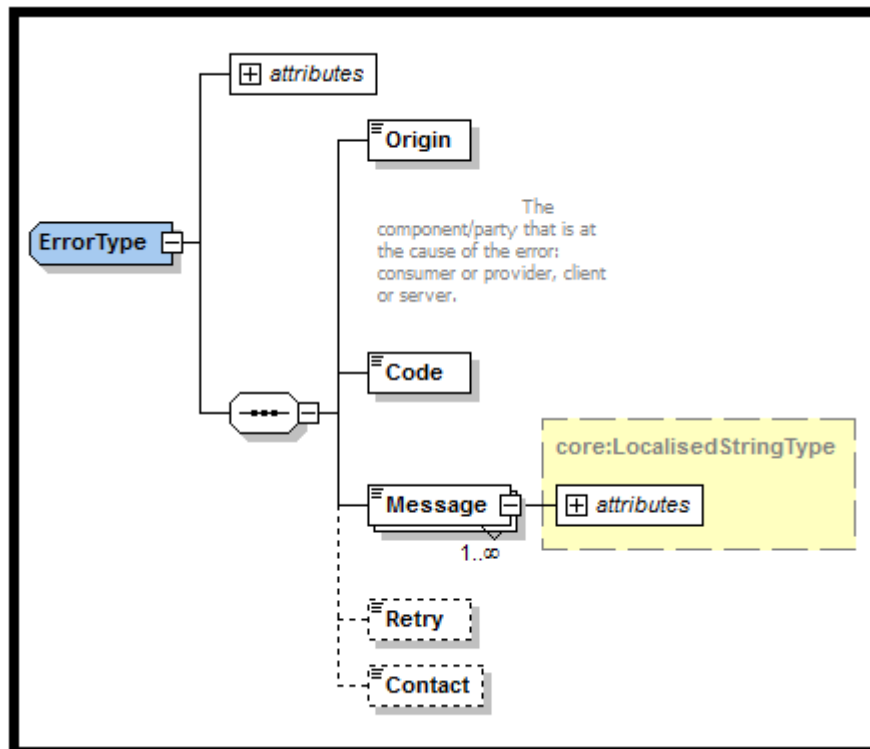 attributes
Origin
The
component/party that is at
the cause of the error:
consumer or provider, client
or server.
ErrorType
Code
core:LocalisedStringType
Message
attributes
1..∞
Retry
Contact